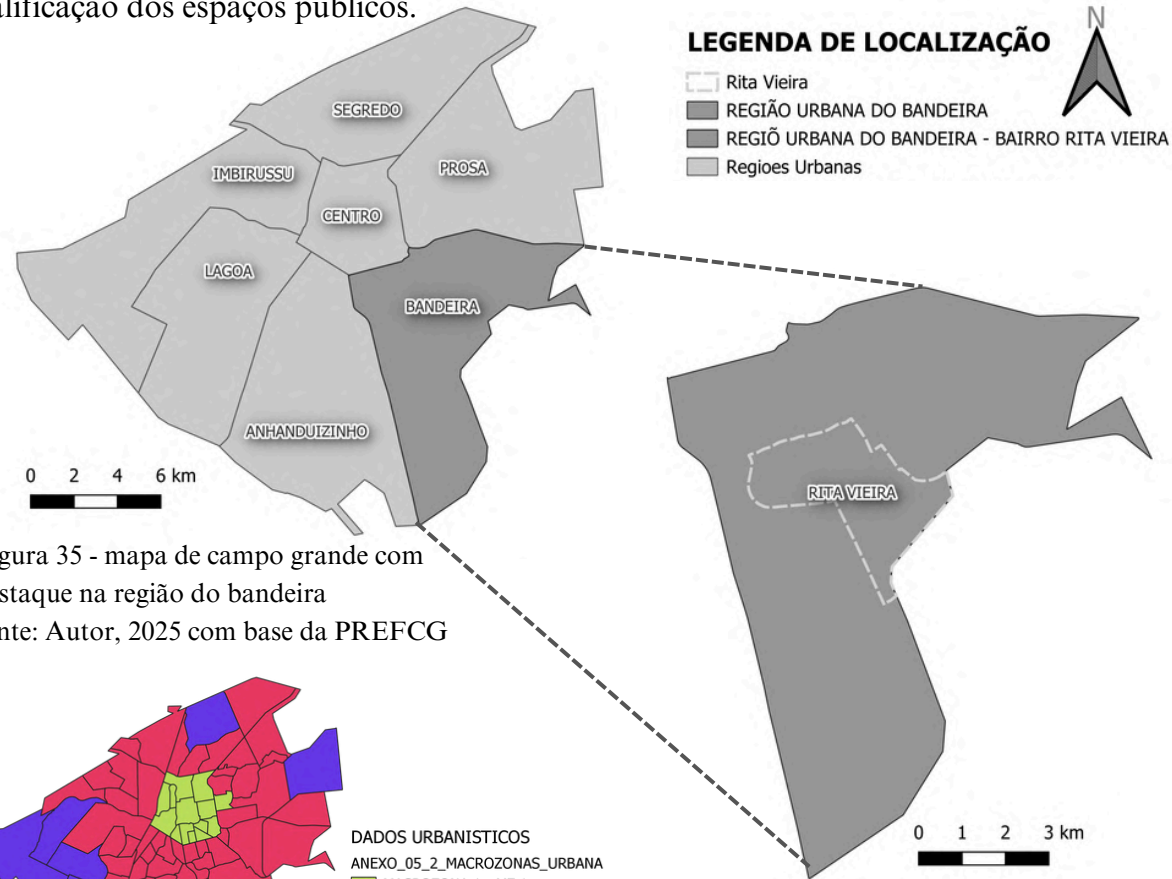 alificação dos espaços públicos.
N
LEGENDA DE LOCALIZAÇÃO
Rita Vieira
REGIÃO URBANA DO BANDEIRA
REGIÕ URBANA DO BANDEIRA - BAIRRO RITA VIEIRA
Regioes Urbanas
SEGREDO
IMBIRUSSU
PROSA
CENTRO
LAGOA
BANDEIRA
ANHANDUIZINHO
0 2 4 6 km
RITA VIEIRA
gura 35 - mapa de campo grande com
staque na região do bandeira
nte: Autor, 2025 com base da PREFCG
0 1 2 3 km
DADOS URBANISTICOS
ANEXO_05_2_MACROZONAS_URBANA